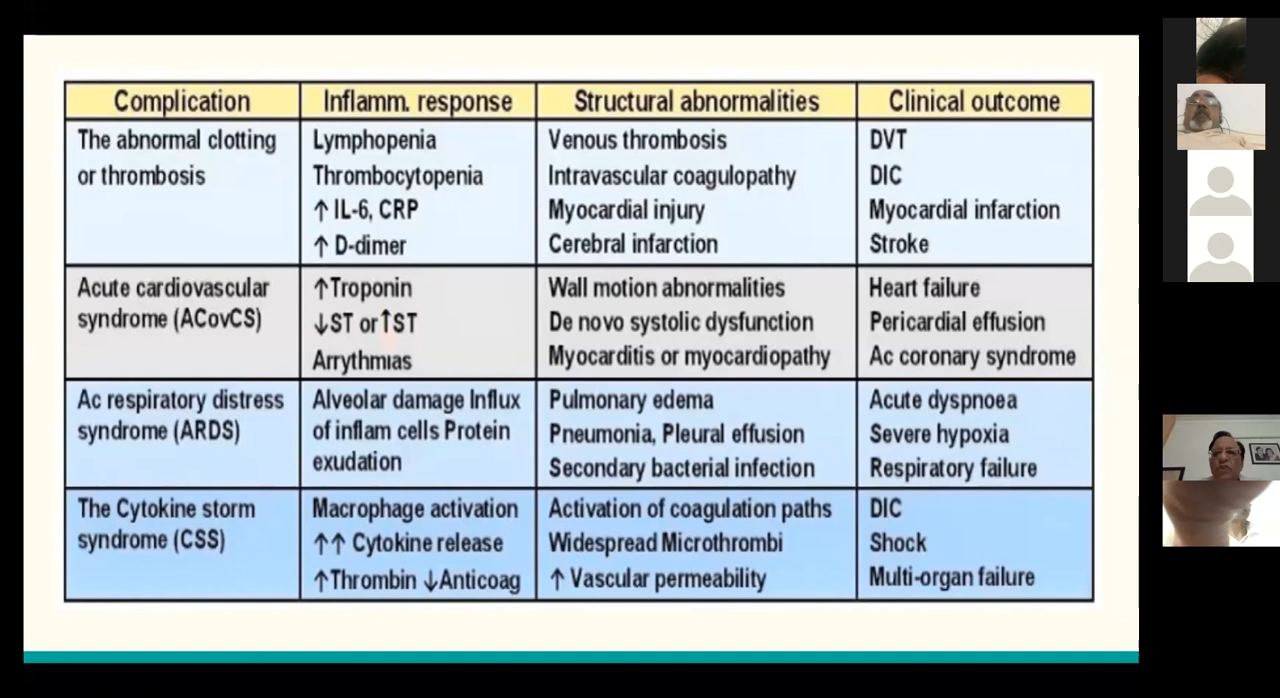 Complication
Inflamm. response
Structural abnormalities
Clinical outcome
The abnormal clotting
or thrombosis
Lymphopenia
Thrombocytopenia
↑ IL-6, CRP
↑ D-dimer
Venous thrombosis
Intravascular coagulopathy
Myocardial injury
Cerebral infarction
DVT
DIC
Myocardial infarction
Stroke
Acute cardiovascular
syndrome (ACovCS)
↑Troponin
↓ST or↑ST
Arrythmias
Wall motion abnormalities
De novo systolic dysfunction
Myocarditis or myocardiopathy
Heart failure
Pericardial effusion
Ac coronary syndrome
Ac respiratory distress
syndrome (ARDS)
Alveolar damage Influx
of inflam cells Protein
exudation
Pulmonary edema
Pneumonia, Pleural effusion
Secondary bacterial infection
Acute dyspnoea
Severe hypoxia
Respiratory failure
The Cytokine storm
syndrome (CSS)
Macrophage activation
↑↑ Cytokine release
↑Thrombin ↓Anticoag
Activation of coagulation paths
Widespread Microthrombi
↑ Vascular permeability
DIC
Shock
Multi-organ failure